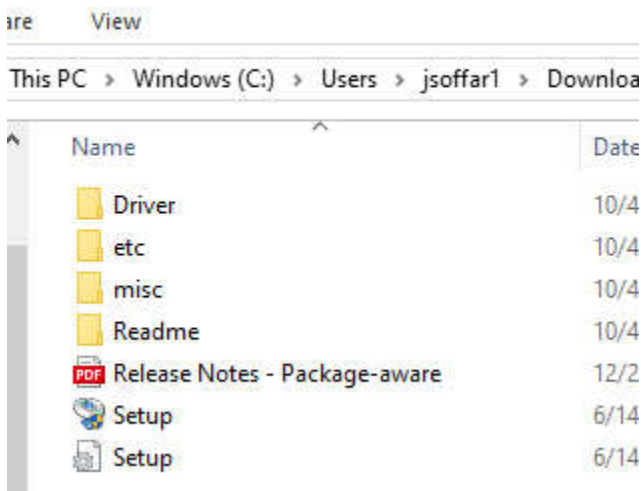 are View
This PC > Windows (C:) > Users > jsoffar1 > Downloa
Name Date
Driver 10/4
etc 10/4
misc 10/4
Readme 10/4
PDF Release Notes - Package-aware 12/2
Setup 6/14
Setup 6/14